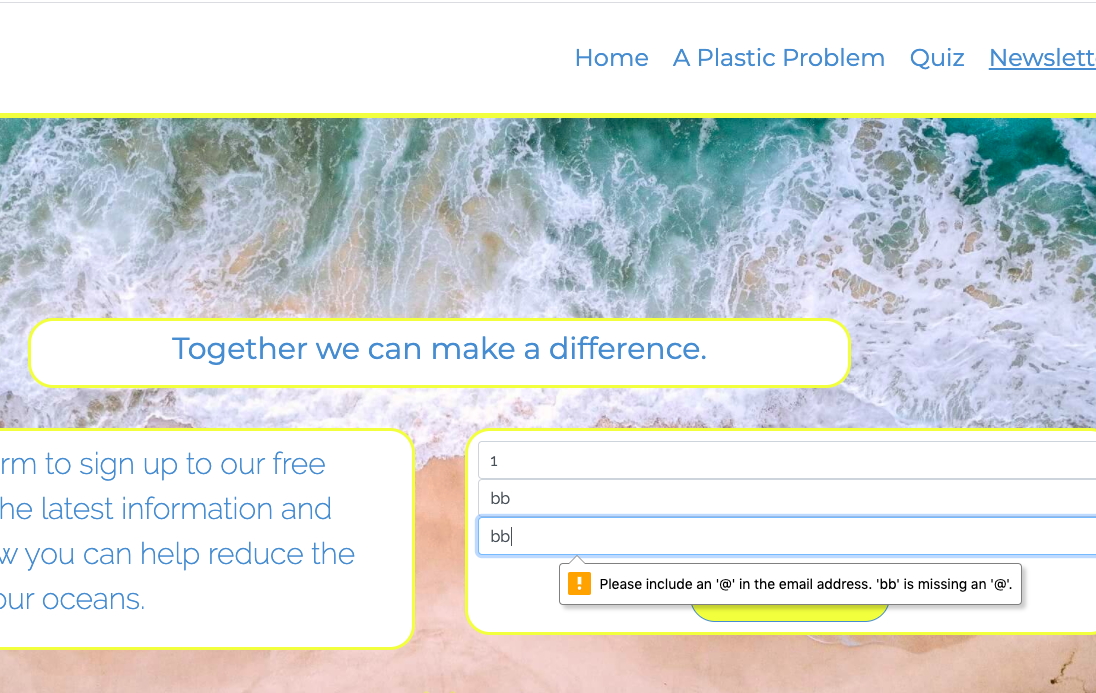 Home A Plastic Problem Quiz Newslett
Together we can make a difference.
rm to sign up to our free
he latest information and
w you can help reduce the
our oceans.
1
bb
bb
Please include an '@' in the email address. 'bb' is missing an '@'.